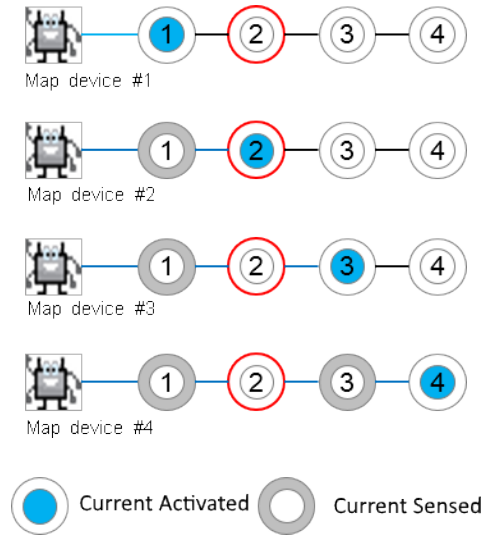 1 2 3 4
Map device #1
1 2 3 4
Map device #2
1 2 3 4
Map device #3
1 2 3 4
Map device #4
Current Activated Current Sensed